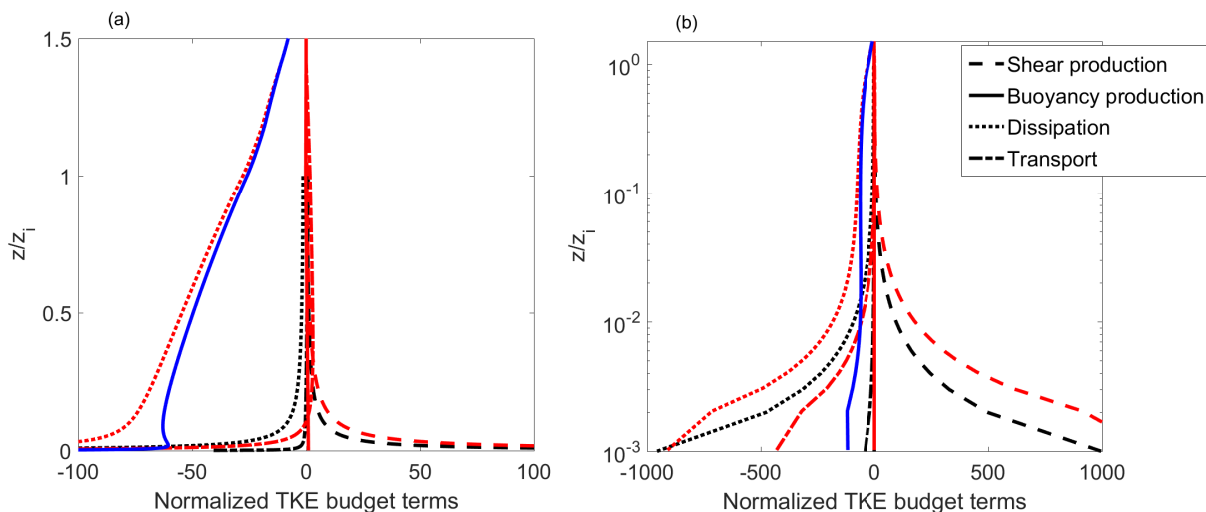 (a)
1.5
1
0.5
0
z/z_i
-100
-50
0
50
100
Normalized TKE budget terms
(b)
10^0
10^-1
10^-2
10^-3
z/z_i
-1000
-500
0
500
1000
Normalized TKE budget terms
Shear production
Buoyancy production
Dissipation
Transport